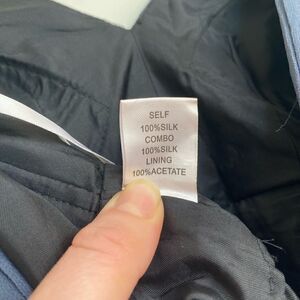 SELF
100%SILK
COMBO
100%SILK
LINING
100%ACETATE